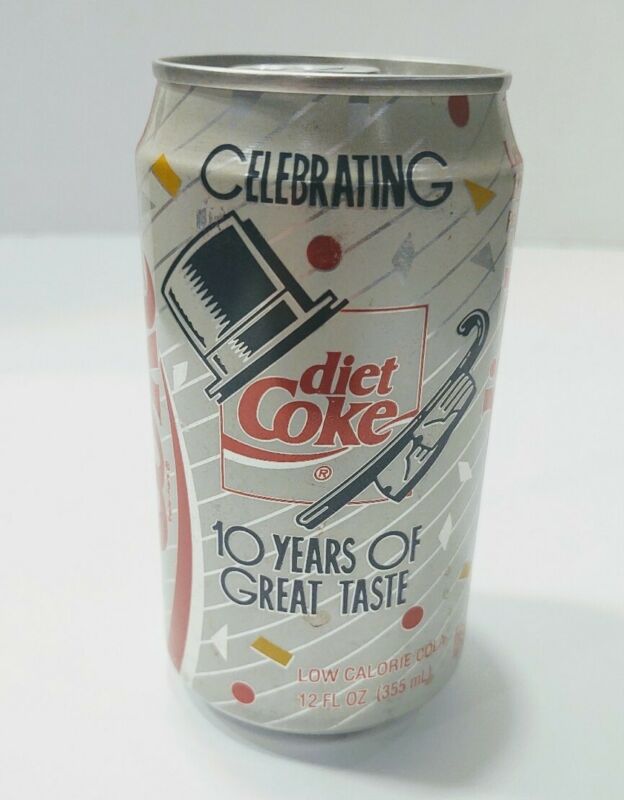 CELEBRATING
diet
Coke
®
10 YEARS OF
GREAT TASTE
LOW CALORIE COLA
12 FL OZ (355 mL)